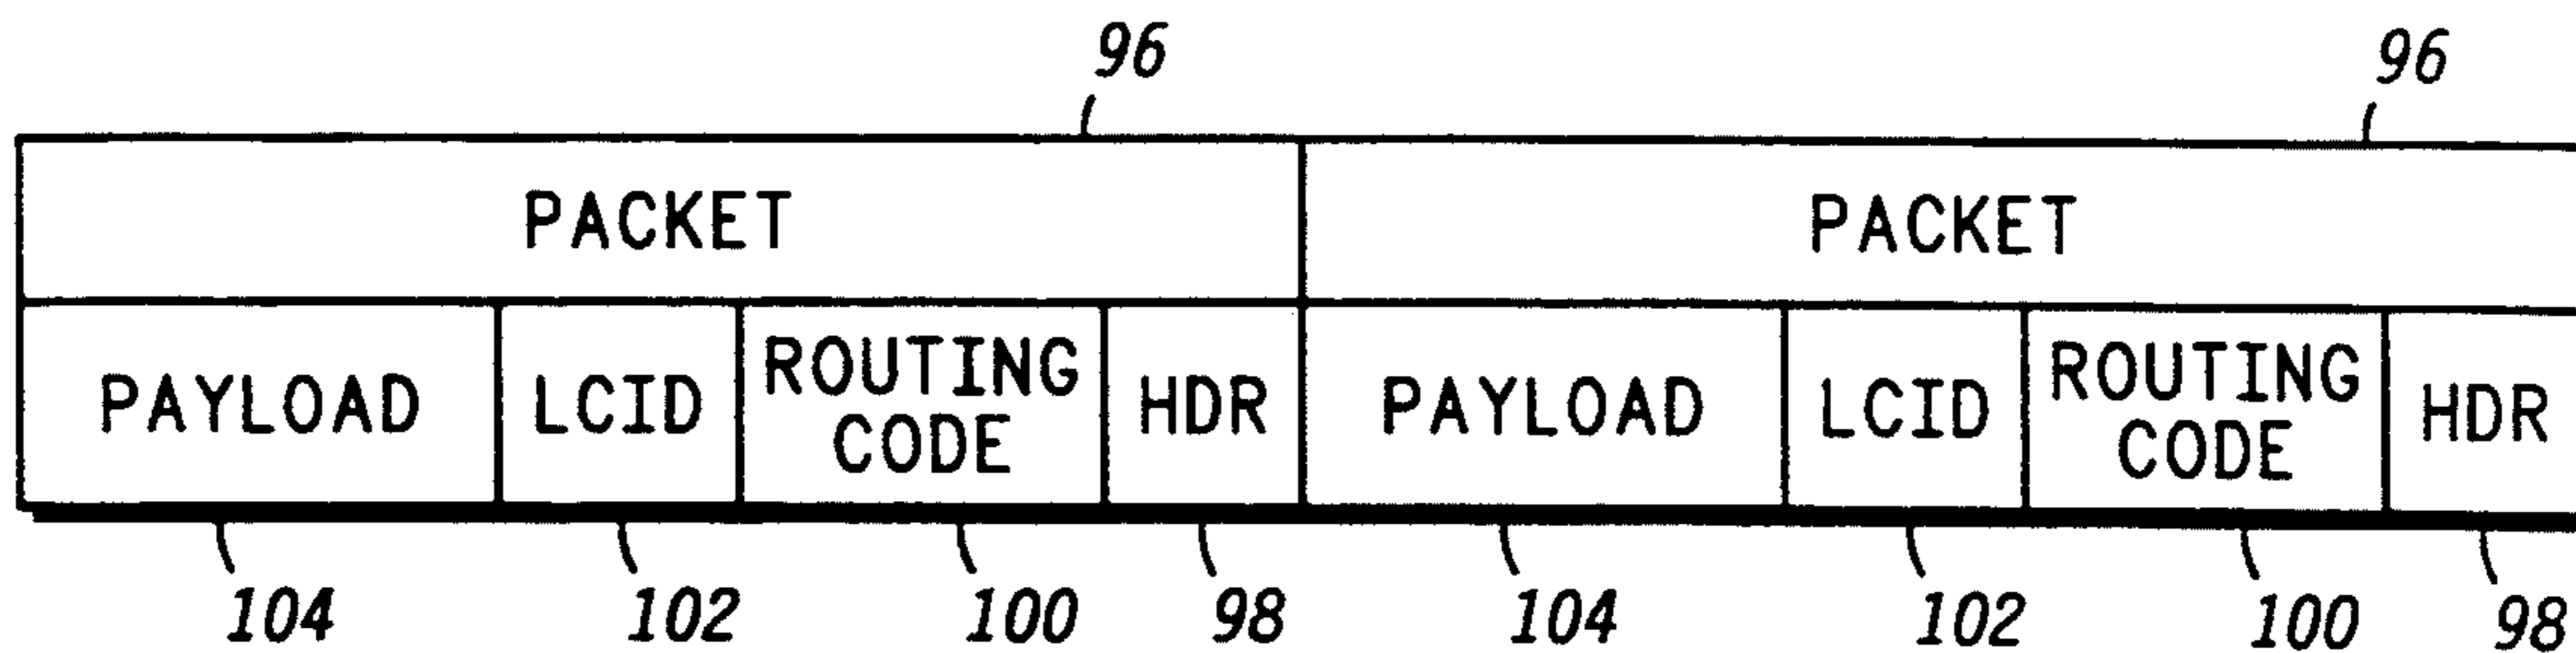 96 96
PACKET PACKET
PAYLOAD LCID ROUTING CODE HDR PAYLOAD LCID ROUTING CODE HDR
104 102 100 98 104 102 100 98